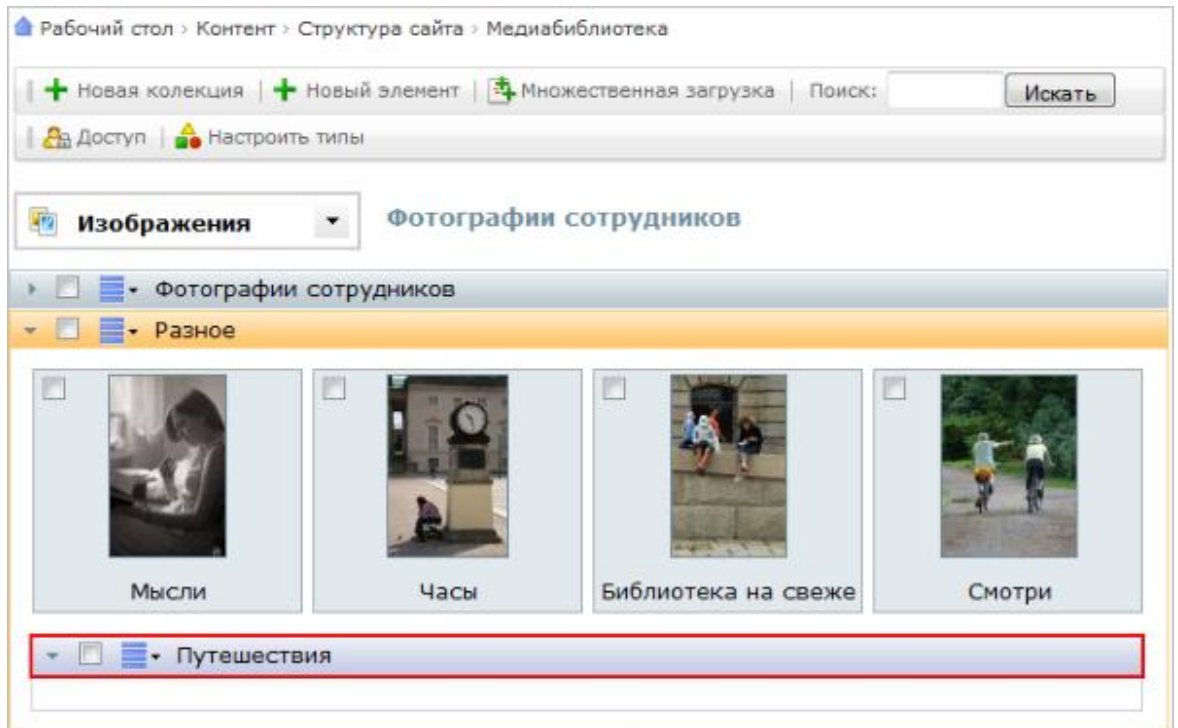 Рабочий стол › Контент › Структура сайта › Медиабиблиотека
Новая колекция | Новый элемент | Множественная загрузка | Поиск: Искать
Доступ | Настроить типы
Изображения Фотографии сотрудников
Фотографии сотрудников
Разное
Мысли Часы Библиотека на свеже Смотри
Путешествия